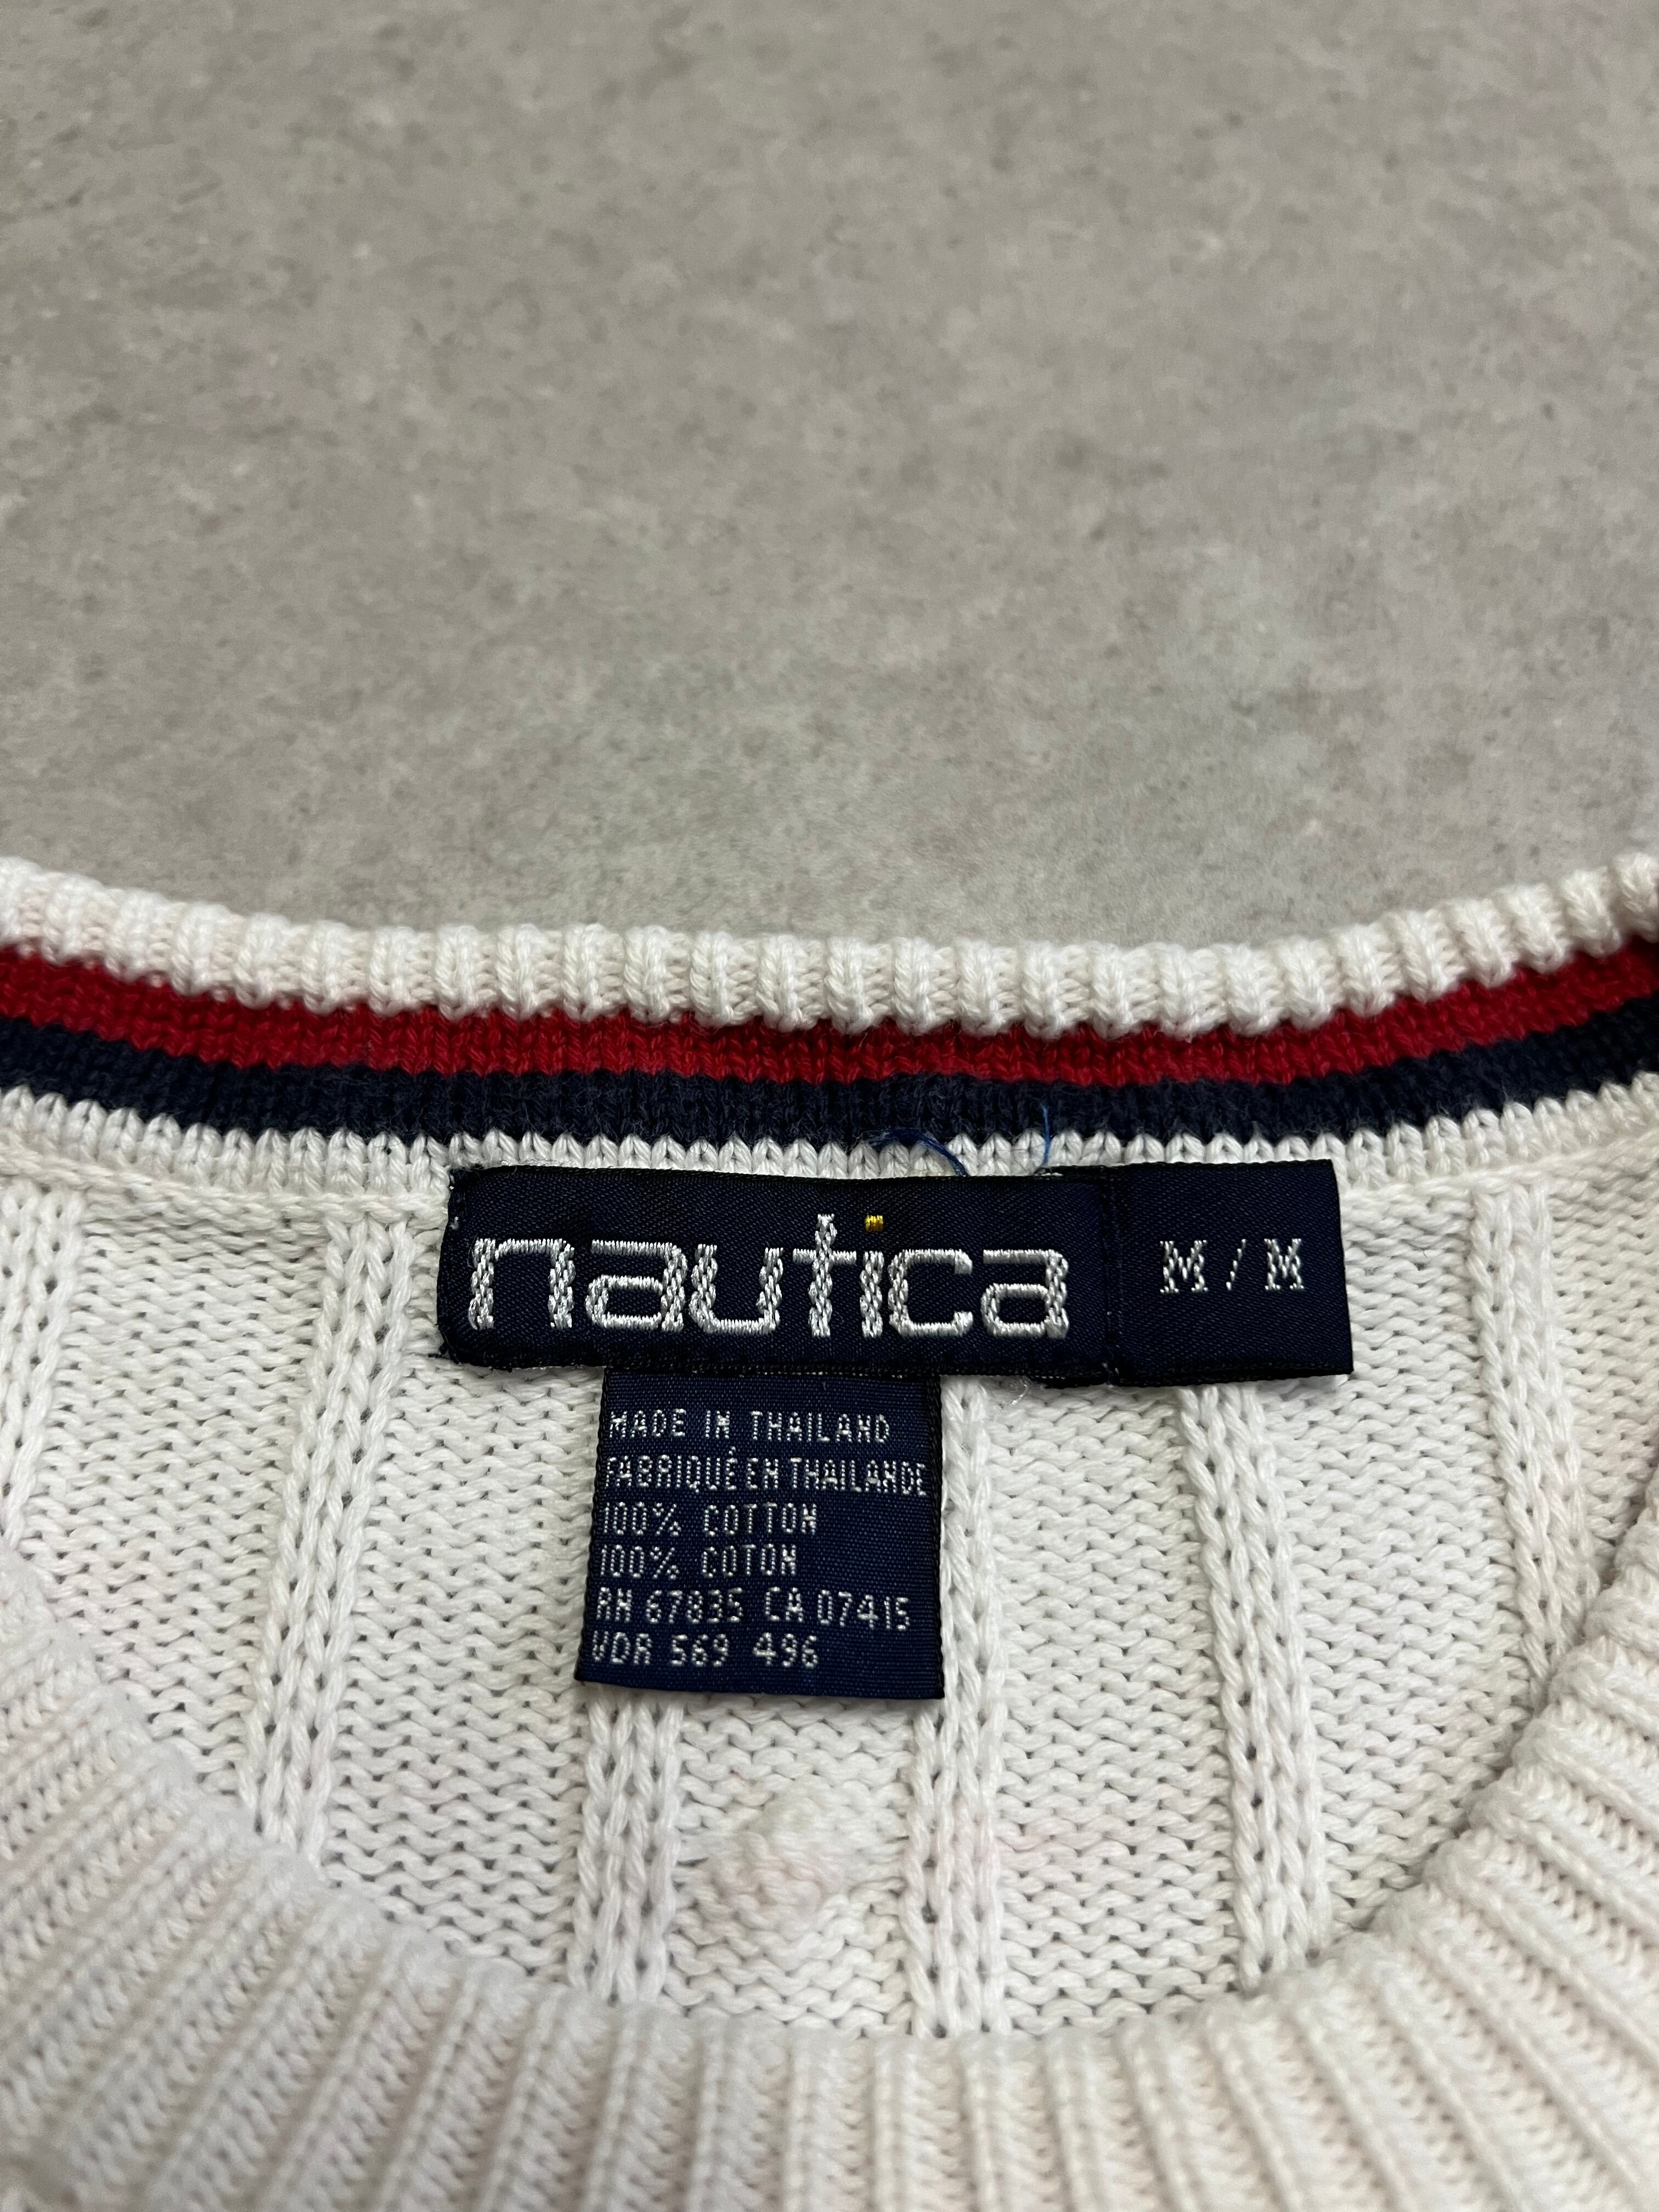 nautica M/M
MADE IN THAILAND
FABRIQUÉ EN THAILANDE
100% COTTON
100% COTON
RN 67835 CA 07415
VDR 569 496